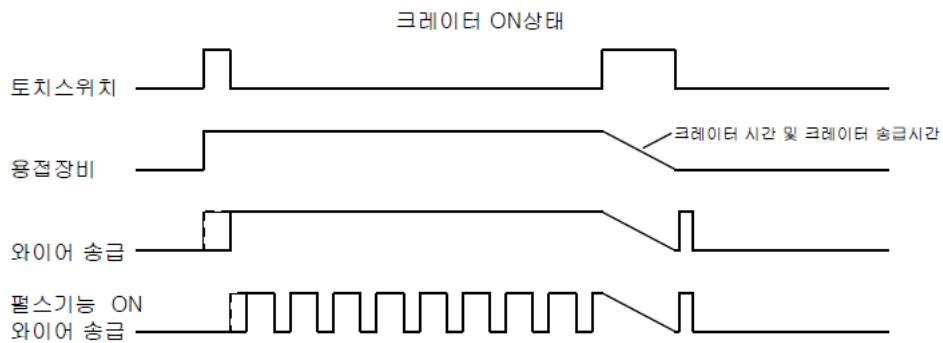 크레이터 ON상태
토치스위치
크레이터 시간 및 크레이터 송급시간
용접장비
와이어 송급
펄스기능 ON
와이어 송급